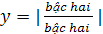 y = |bậc hai / bậc hai|